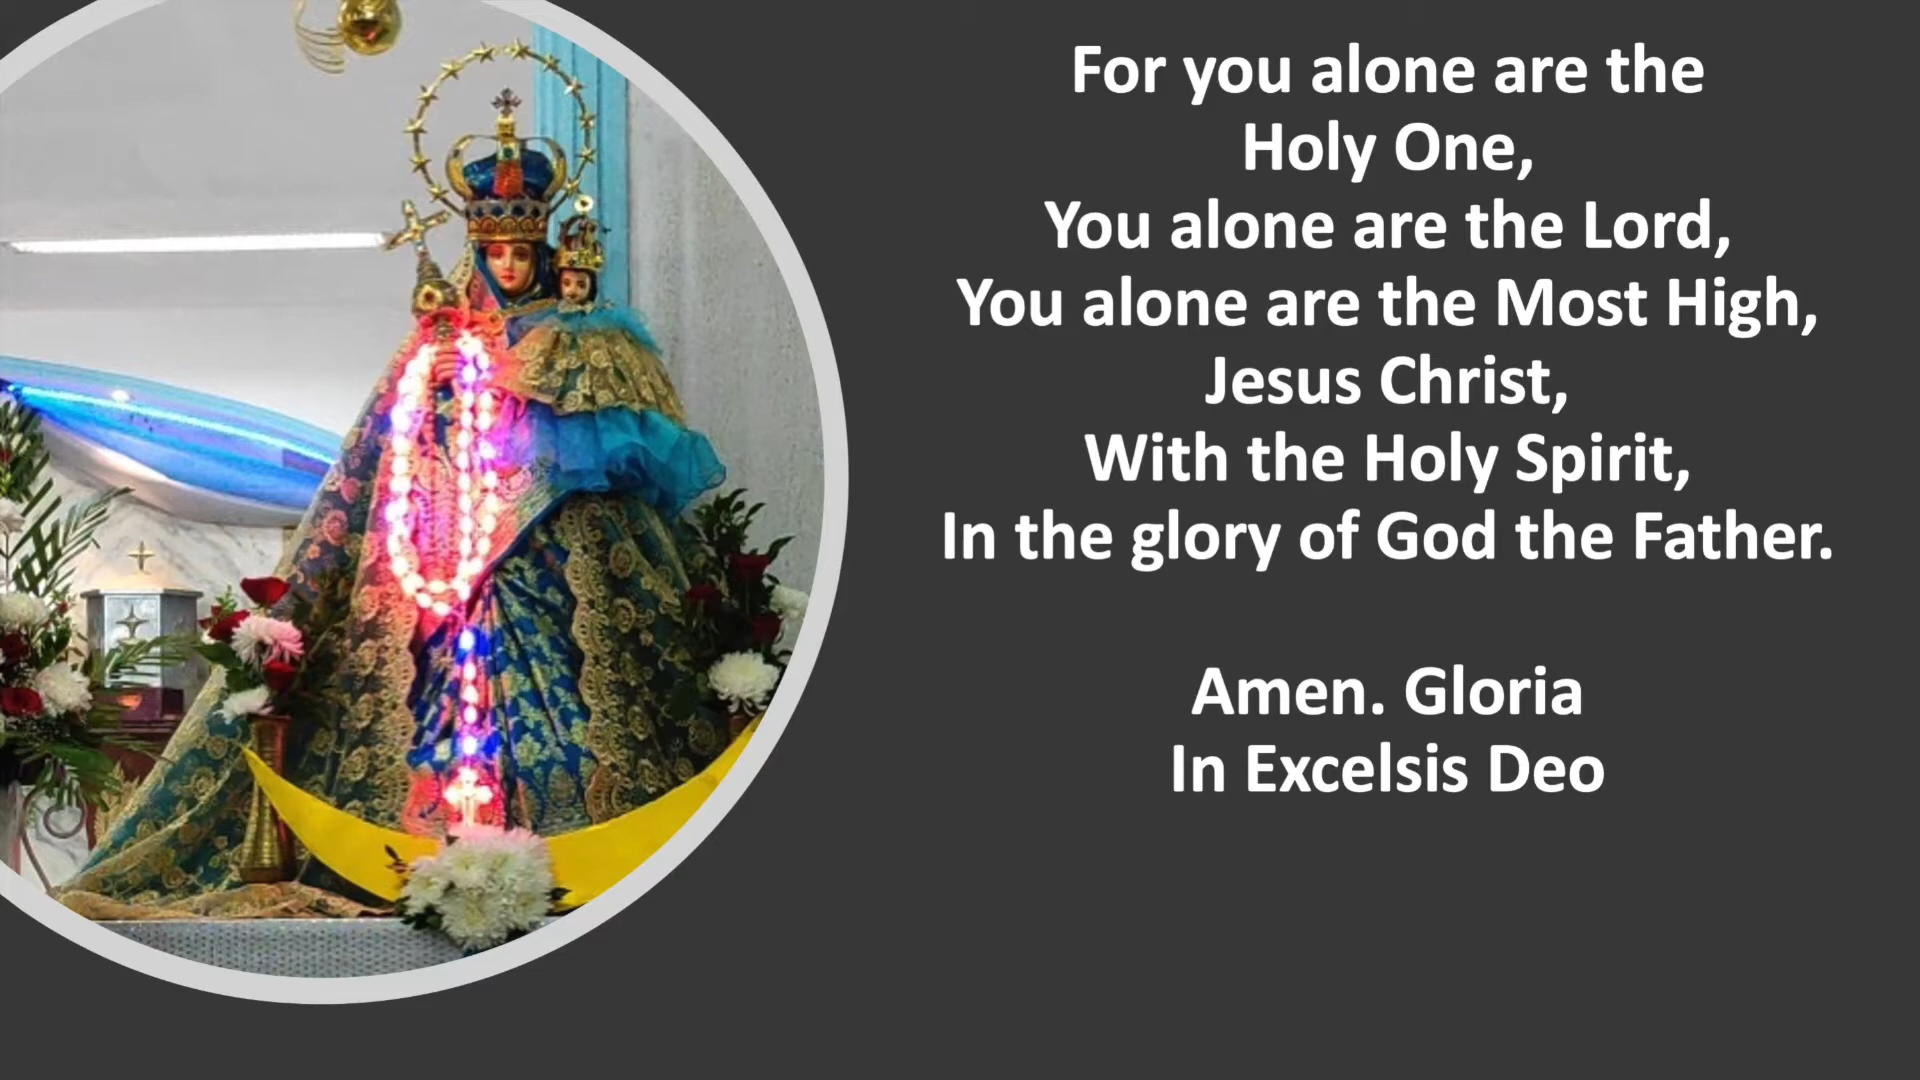 For you alone are the
Holy One,
You alone are the Lord,
You alone are the Most High,
Jesus Christ,
With the Holy Spirit,
In the glory of God the Father.
Amen. Gloria
In Excelsis Deo